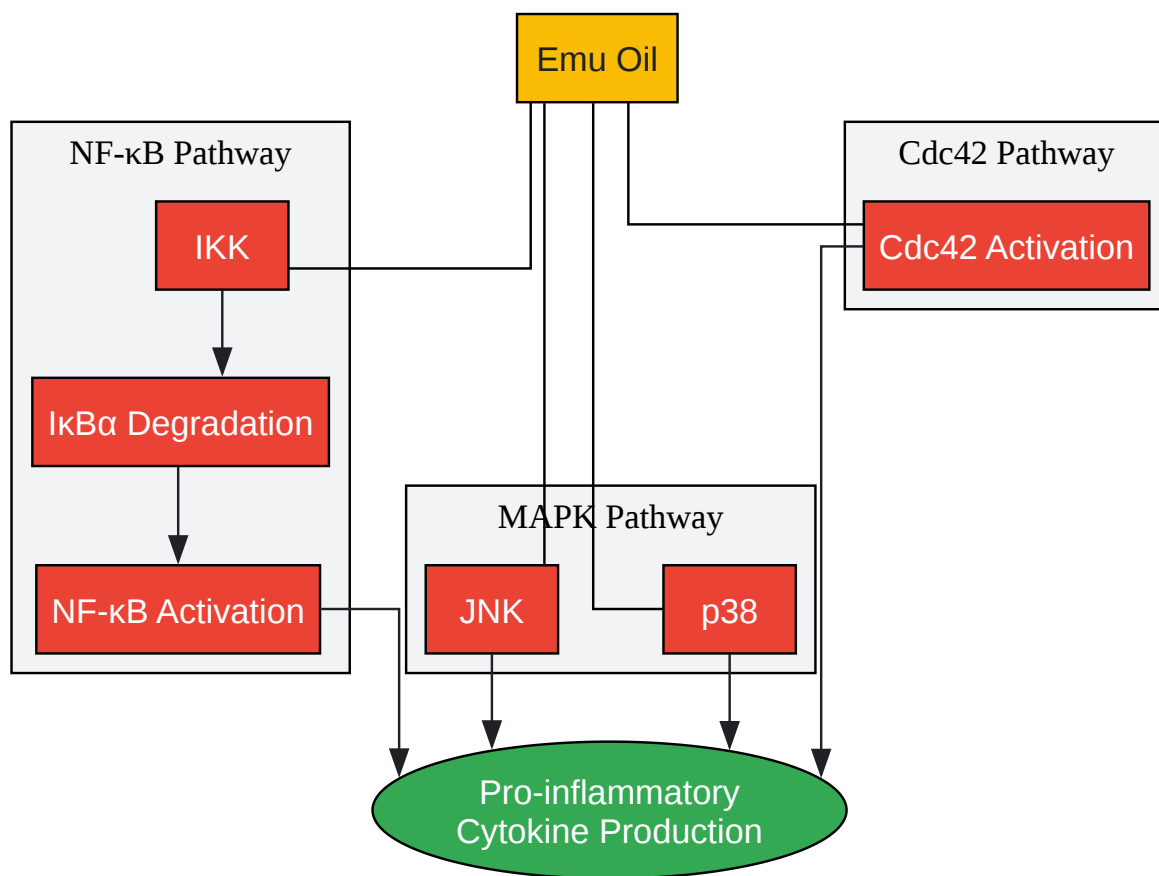 Emu Oil
NF-κB Pathway
IKK
IκBα Degradation
NF-κB Activation
MAPK Pathway
JNK
p38
Cdc42 Pathway
Cdc42 Activation
Pro-inflammatory
Cytokine Production